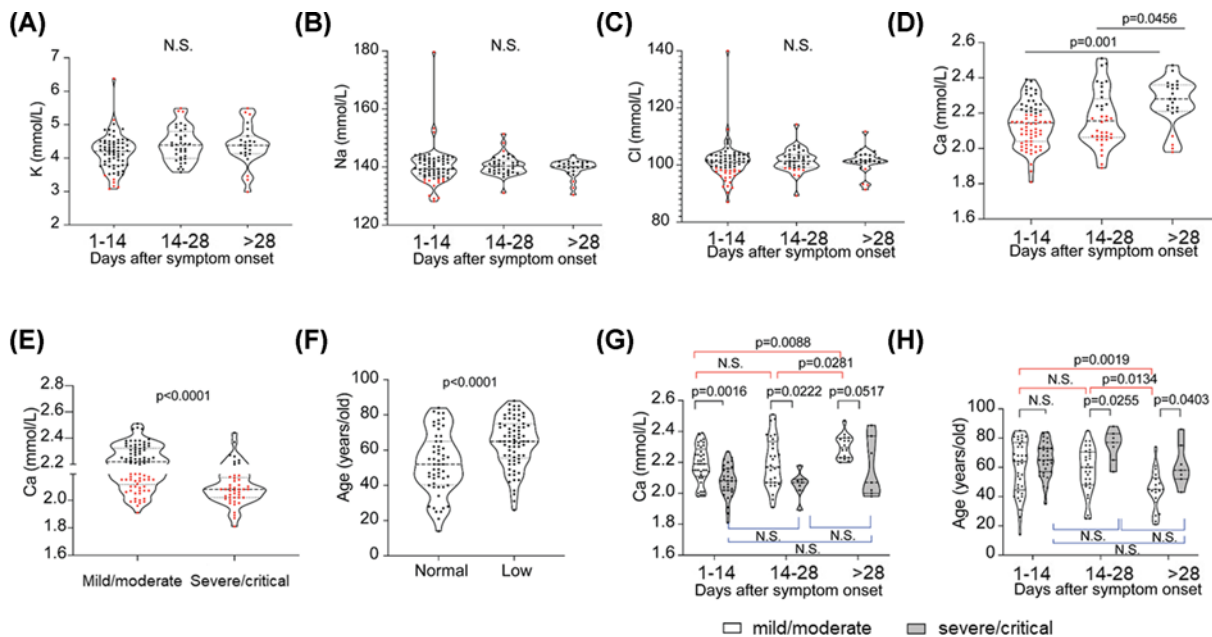 (A)
N.S.
K (mmol/L)
7
6
5
4
3
2
1-14
14-28
>28
Days after symptom onset
(B)
N.S.
Na (mmol/L)
180
160
140
120
1-14
14-28
>28
Days after symptom onset
(C)
N.S.
Cl (mmol/L)
140
120
100
80
1-14
14-28
>28
Days after symptom onset
(D)
p=0.0456
p=0.001
Ca (mmol/L)
2.6
2.4
2.2
2.0
1.8
1.6
1-14
14-28
>28
Days after symptom onset
(E)
p<0.0001
Ca (mmol/L)
2.6
2.4
2.2
2.0
1.8
1.6
Mild/moderate
Severe/critical
(F)
p<0.0001
Age (years/old)
100
80
60
40
20
0
Normal
Low
(G)
p=0.0088
N.S.
p=0.0281
p=0.0016
p=0.0222
p=0.0517
Ca (mmol/L)
2.6
2.4
2.2
2.0
1.8
1.6
N.S.
N.S.
N.S.
1-14
14-28
>28
Days after symptom onset
(H)
p=0.0019
N.S.
p=0.0134
N.S.
p=0.0255
p=0.0403
Age (years/old)
100
80
60
40
20
0
N.S.
N.S.
N.S.
1-14
14-28
>28
Days after symptom onset
mild/moderate
severe/critical